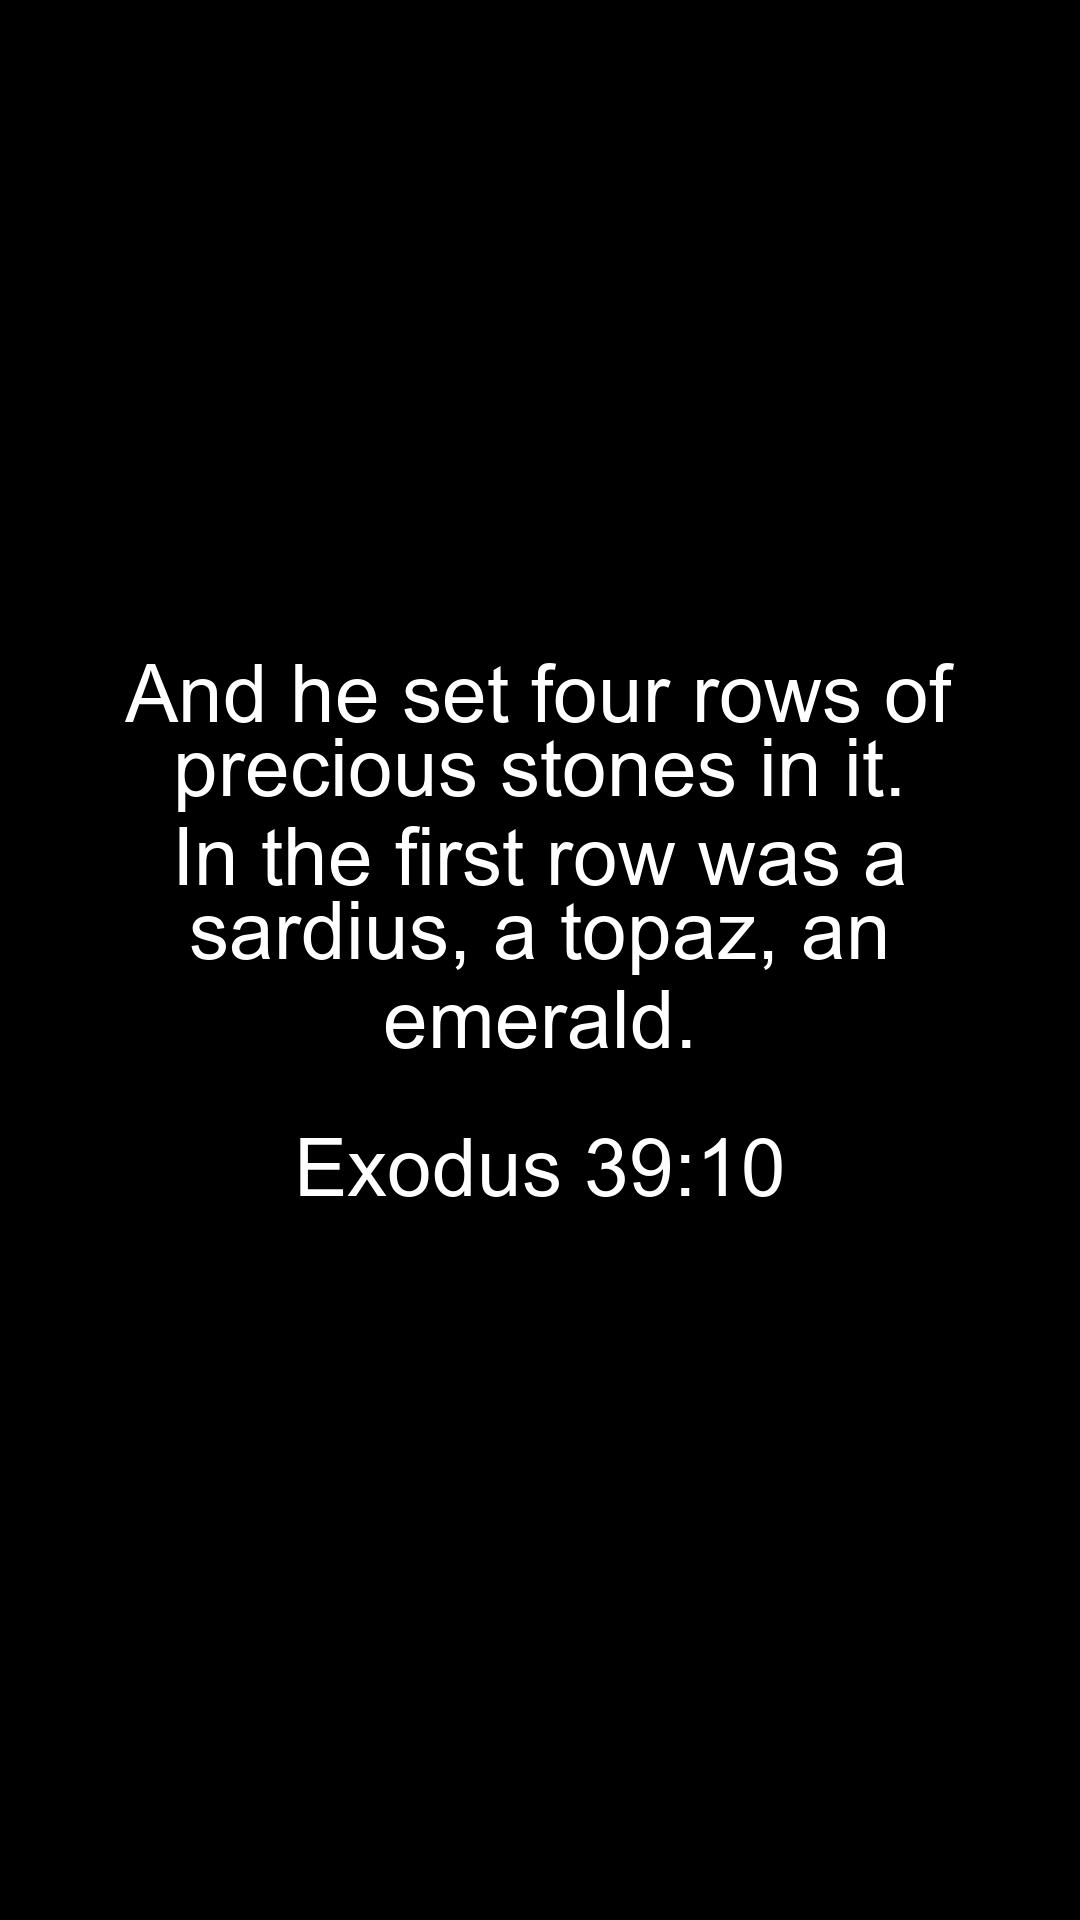 And he set four rows of
precious stones in it.
In the first row was a
sardius, a topaz, an
emerald.
Exodus 39:10